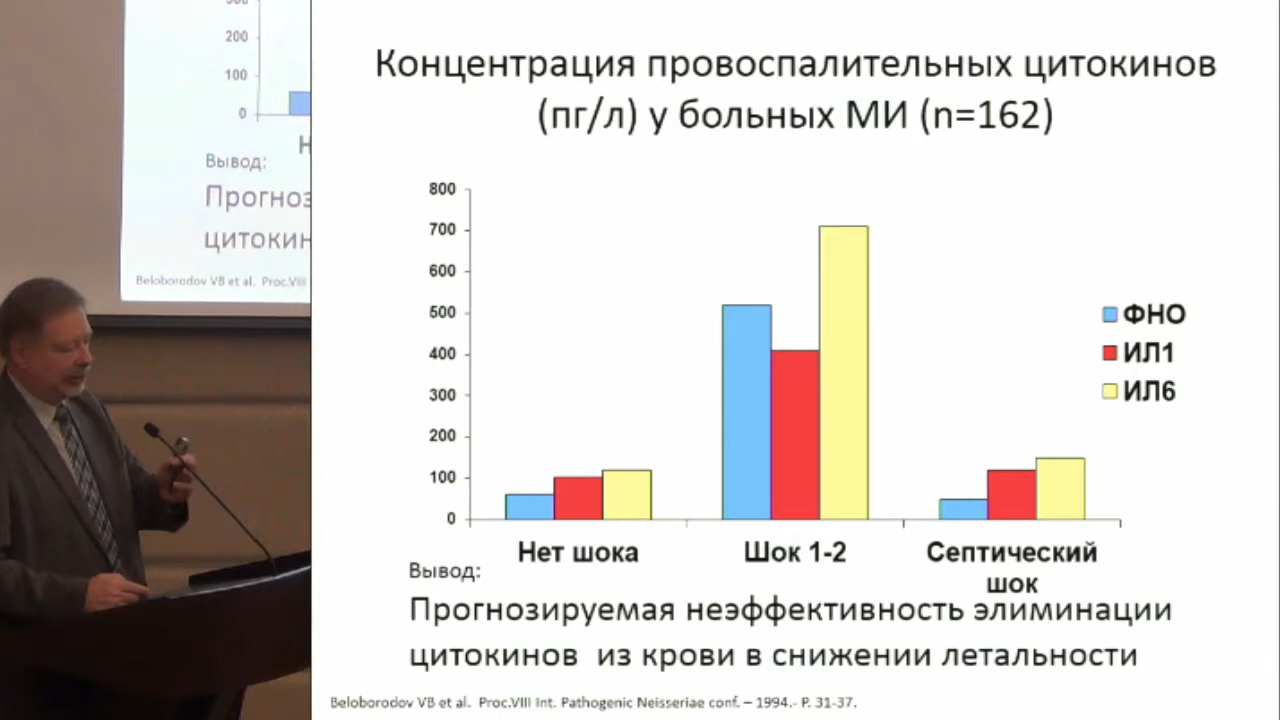 300
200
100
0
Н
Вывод:
Прогноз
цитокин
Beloborodov VB et al. Proc.VIII
Концентрация провоспалительных цитокинов
(пг/л) у больных МИ (n=162)
800
700
600
500
400
300
200
100
0
ФНО
ИЛ1
ИЛ6
Нет шока
Шок 1-2
Септический
шок
Вывод:
Прогнозируемая неэффективность элиминации
цитокинов из крови в снижении летальности
Beloborodov VB et al. Proc.VIII Int. Pathogenic Neisseriae conf. – 1994.- P. 31-37.